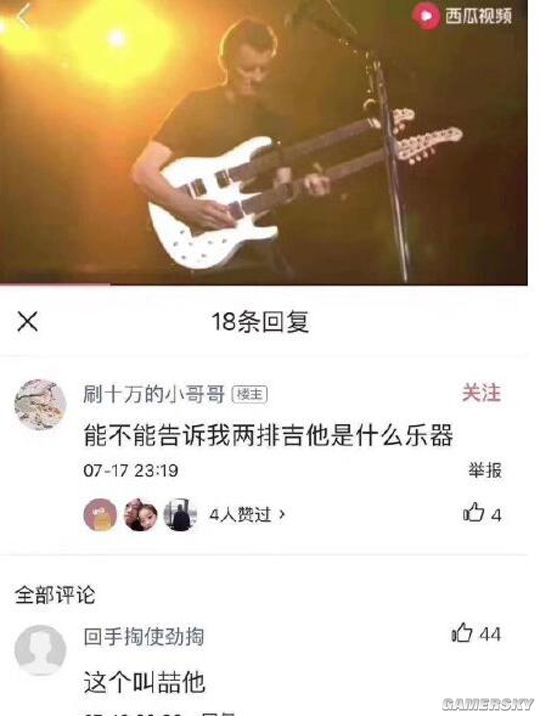 西瓜视频
18条回复
刷十万的小哥哥 楼主 关注
能不能告诉我两排吉他是什么乐器
07-17 23:19 举报
4人赞过 4
全部评论
回手掏使劲掏 44
这个叫喆他
GAMERSKY